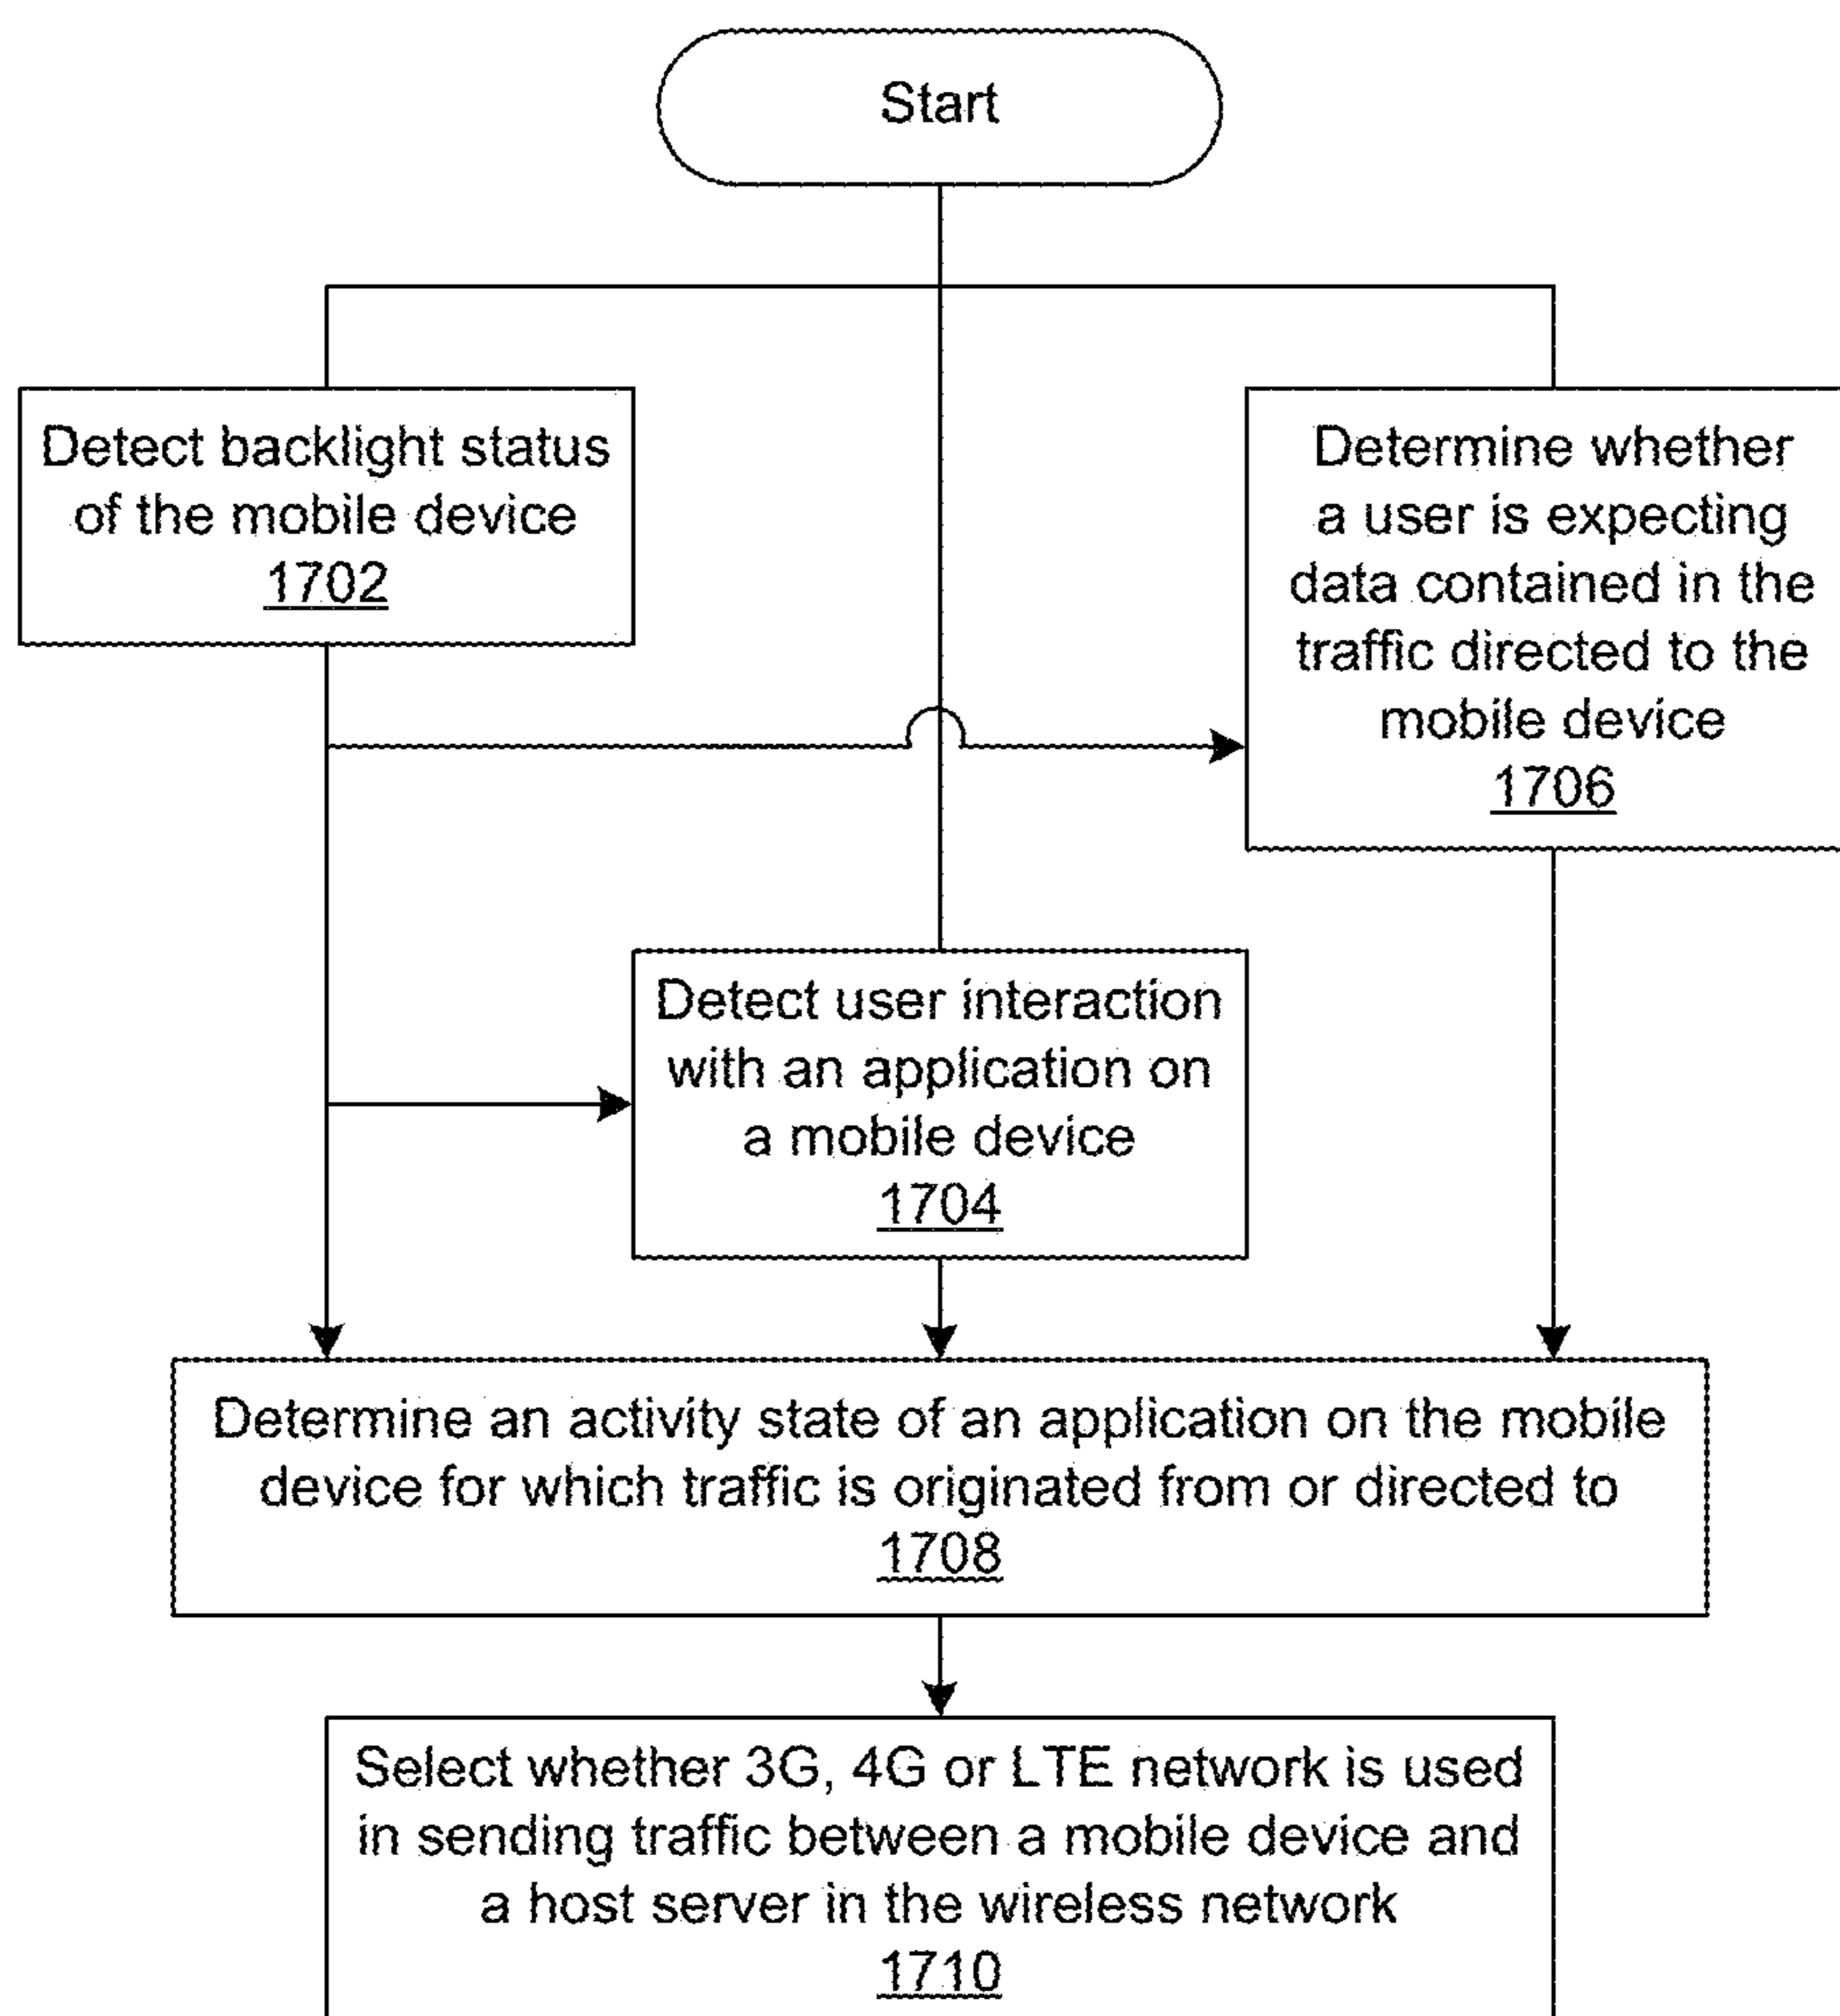 Start
Detect backlight status
of the mobile device
1702
Determine whether
a user is expecting
data contained in the
traffic directed to the
mobile device
1706
Detect user interaction
with an application on
a mobile device
1704
Determine an activity state of an application on the mobile
device for which traffic is originated from or directed to
1708
Select whether 3G, 4G or LTE network is used
in sending traffic between a mobile device and
a host server in the wireless network
1710